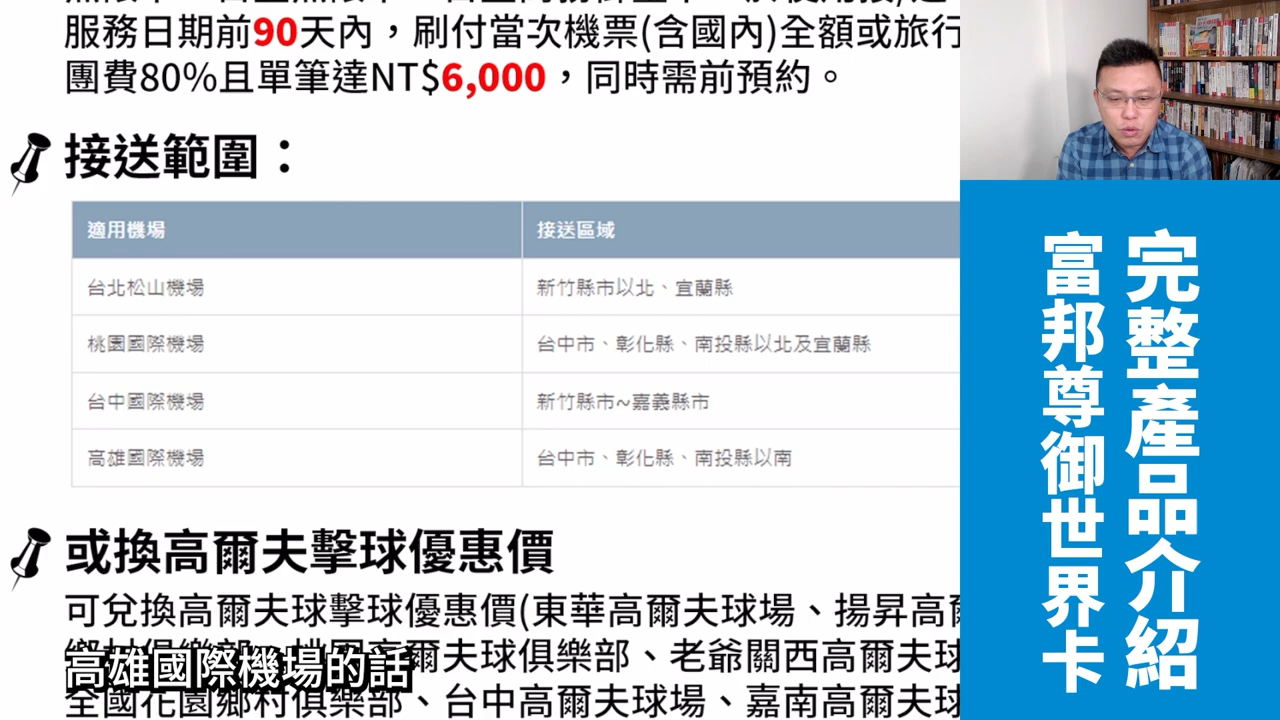 服務日期前90天內，刷付當次機票(含國內)全額或旅行
團費80%且單筆達NT$6,000，同時需前預約。
接送範圍：
適用機場 接送區域
台北松山機場 新竹縣市以北、宜蘭縣
桃園國際機場 台中市、彰化縣、南投縣以北及宜蘭縣
台中國際機場 新竹縣市~嘉義縣市
高雄國際機場 台中市、彰化縣、南投縣以南
或換高爾夫擊球優惠價
可兌換高爾夫球擊球優惠價(東華高爾夫球場、揚昇高
爾夫球俱樂部、老爺關西高爾夫球
全國花園鄉村俱樂部、台中高爾夫球場、嘉南高爾夫球
高雄國際機場的話
完整產品介紹
富邦尊御世界卡